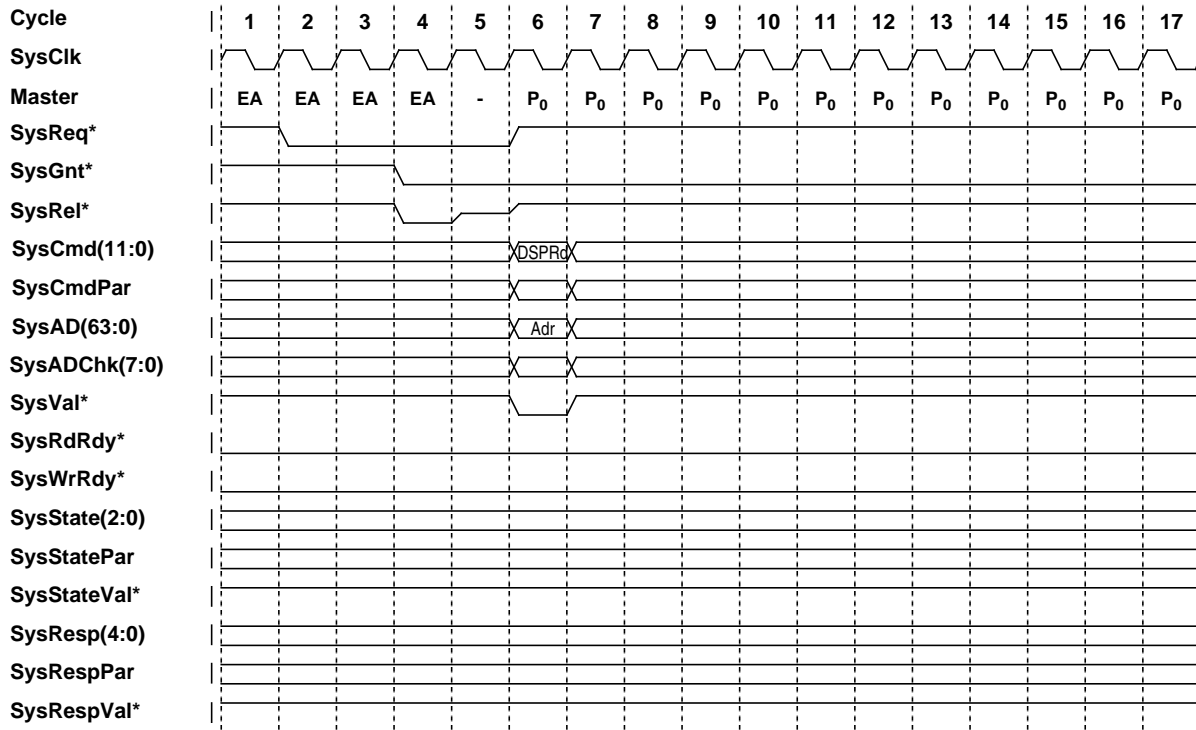 Cycle | 1 2 3 4 5 6 7 8 9 10 11 12 13 14 15 16 17
SysClk |
Master | EA EA EA EA - P0 P0 P0 P0 P0 P0 P0 P0 P0 P0 P0 P0
SysReq* |
SysGnt* |
SysRel* |
SysCmd(11:0) | DSPRd
SysCmdPar |
SysAD(63:0) | Adr
SysADChk(7:0) |
SysVal* |
SysRdRdy* |
SysWrRdy* |
SysState(2:0) |
SysStatePar |
SysStateVal* |
SysResp(4:0) |
SysRespPar |
SysRespVal* |